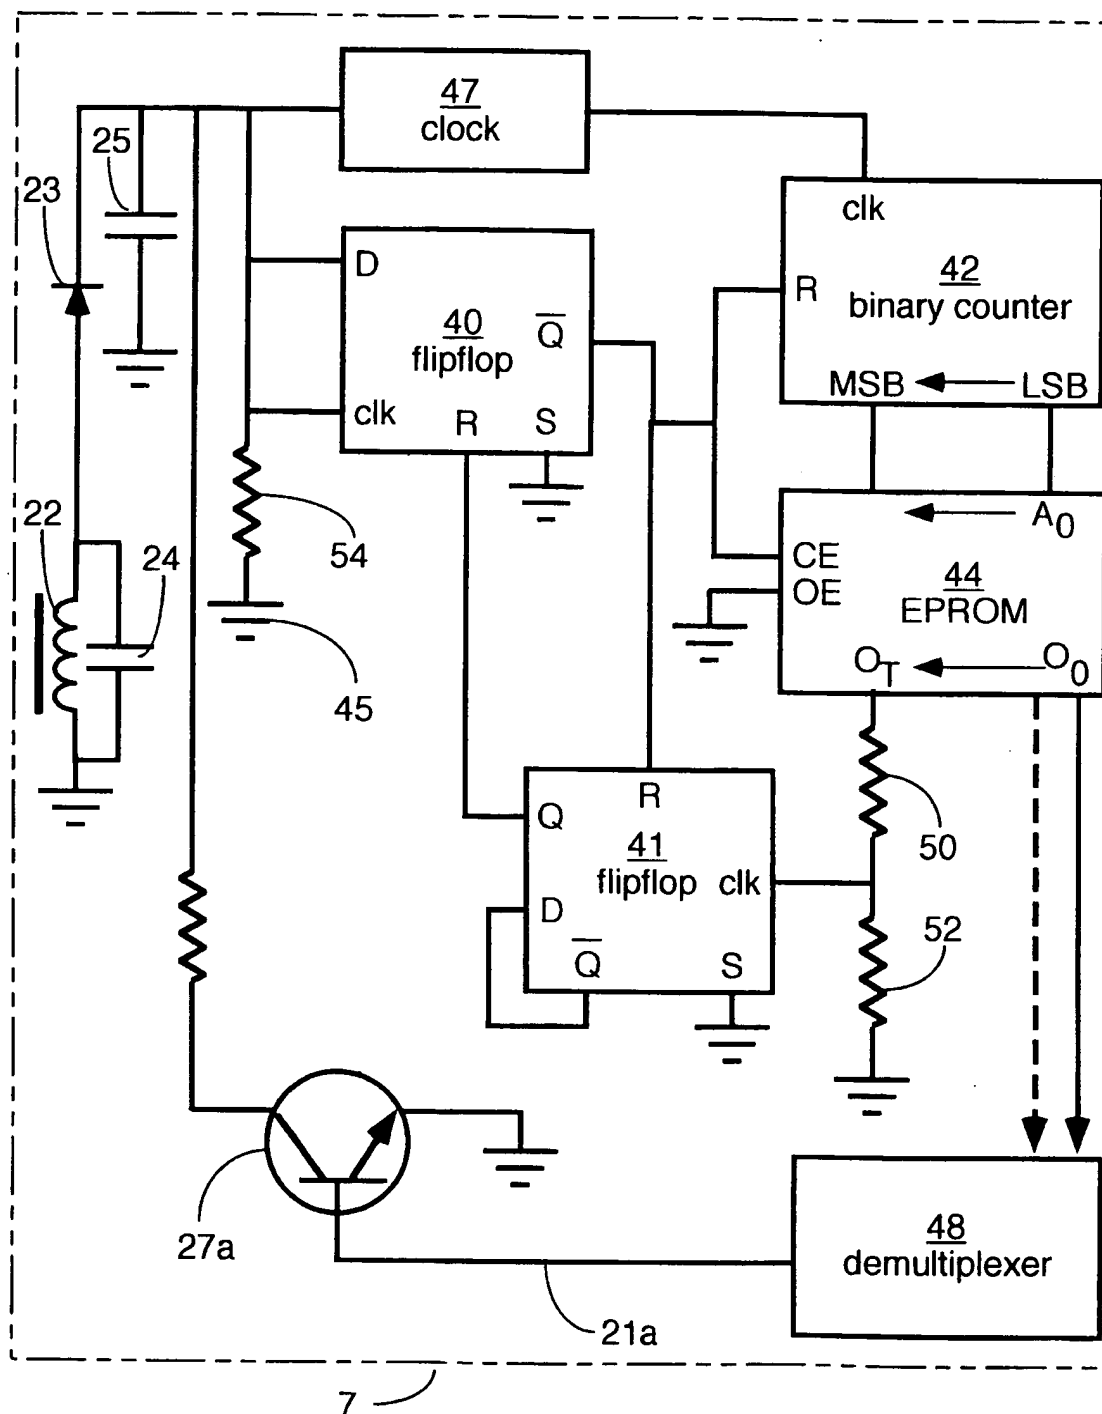 47
clock
25
23
clk
42
R
binary counter
MSB
LSB
D
40
Q̅
flipflop
clk
R
S
A0
22
24
54
CE
OE
44
EPROM
OT
O0
45
R
Q
41
flipflop
clk
50
D
Q̅
S
52
27a
48
demultiplexer
21a
7